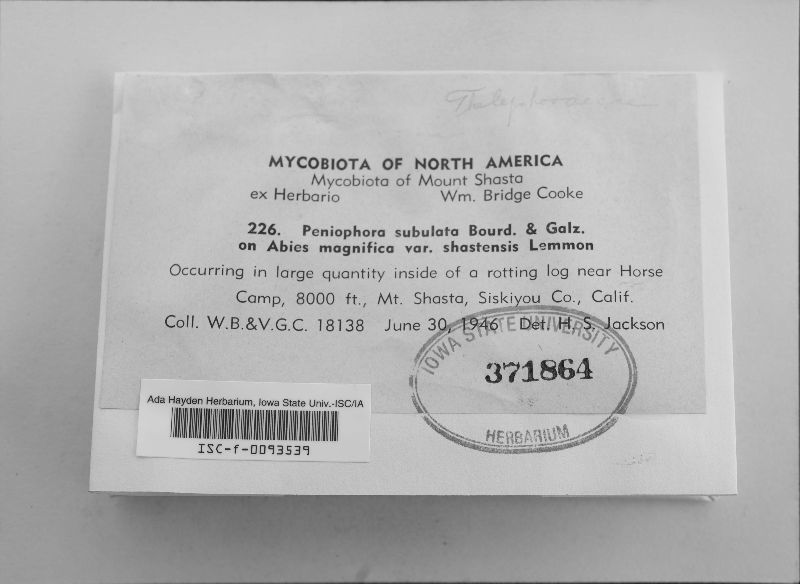 Thelephoraceae
MYCOBIOTA OF NORTH AMERICA
Mycobiota of Mount Shasta
ex Herbario Wm. Bridge Cooke
226. Peniophora subulata Bourd. & Galz.
on Abies magnifica var. shastensis Lemmon
Occurring in large quantity inside of a rotting log near Horse
Camp, 8000 ft., Mt. Shasta, Siskiyou Co., Calif.
Coll. W.B.&V.G.C. 18138 June 30, 1946 Det. H. S. Jackson
IOWA STATE UNIVERSITY
371864
HERBARIUM
Ada Hayden Herbarium, Iowa State Univ.-ISC/IA
ISC-f-0093539